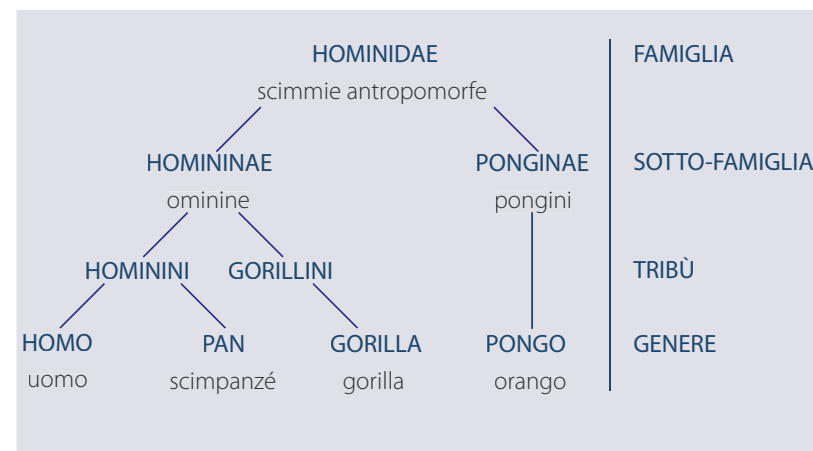 HOMINIDAE FAMIGLIA
scimmie antropomorfe
HOMININAE PONGINAE SOTTO-FAMIGLIA
ominine pongini
HOMININI GORILLINI TRIBÙ
HOMO PAN GORILLA PONGO GENERE
uomo scimpanzé gorilla orango